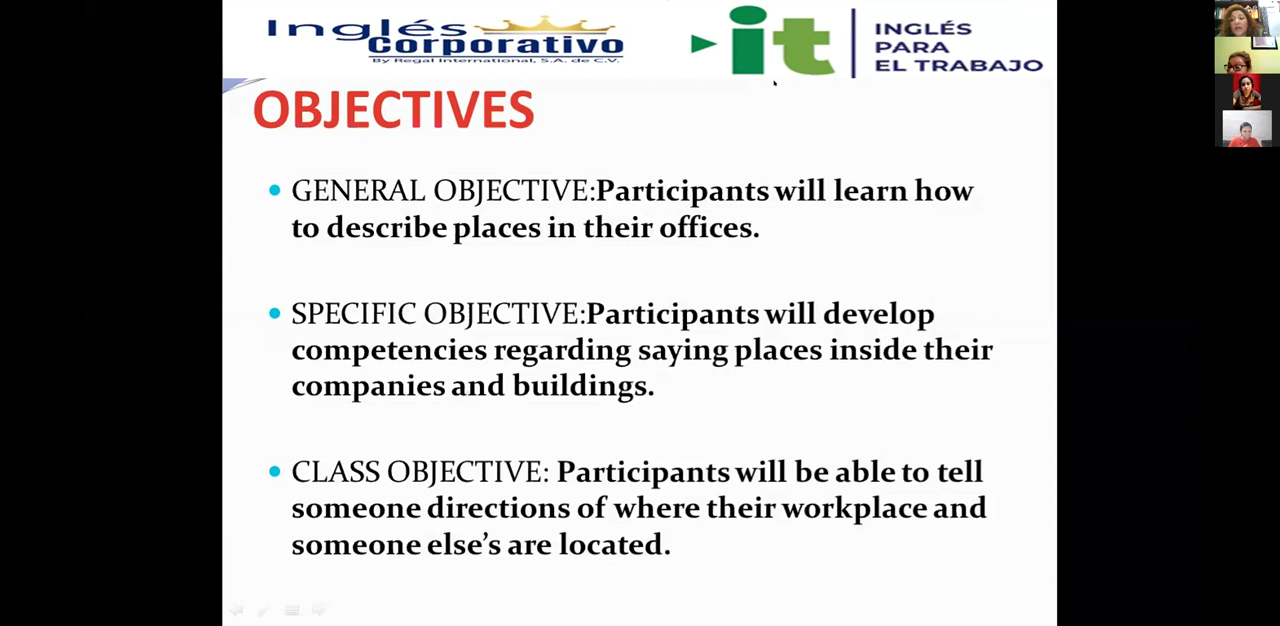 Inglés
Corporativo
By Regal International, S.A. de C.V.
it
INGLÉS
PARA
EL TRABAJO
OBJECTIVES
GENERAL OBJECTIVE:Participants will learn how
to describe places in their offices.
SPECIFIC OBJECTIVE:Participants will develop
competencies regarding saying places inside their
companies and buildings.
CLASS OBJECTIVE: Participants will be able to tell
someone directions of where their workplace and
someone else’s are located.